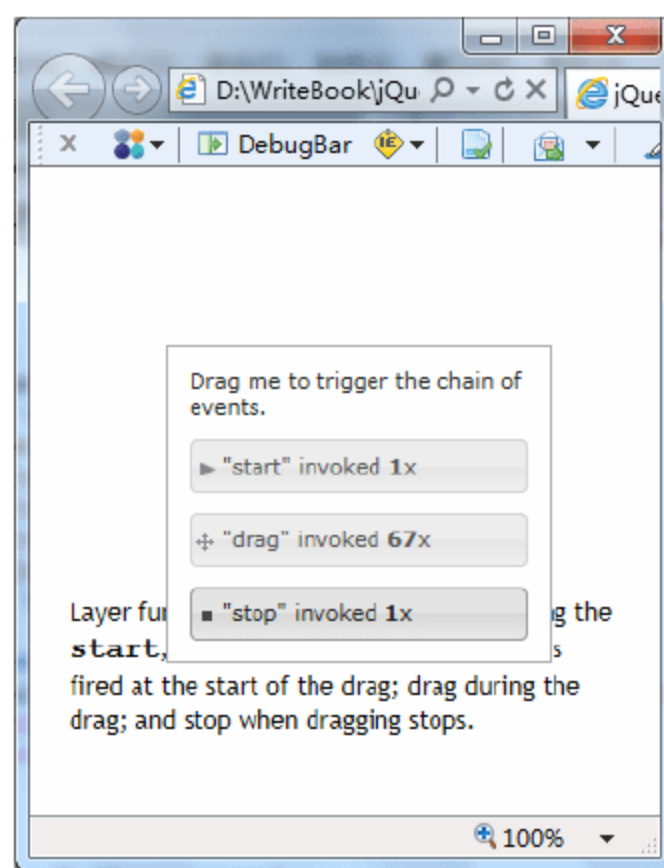 D:\WriteBook\jQu
jQue
x
DebugBar
Drag me to trigger the chain of
events.
"start" invoked 1x
"drag" invoked 67x
"stop" invoked 1x
Layer fu g the
start, s
fired at the start of the drag; drag during the
drag; and stop when dragging stops.
100%